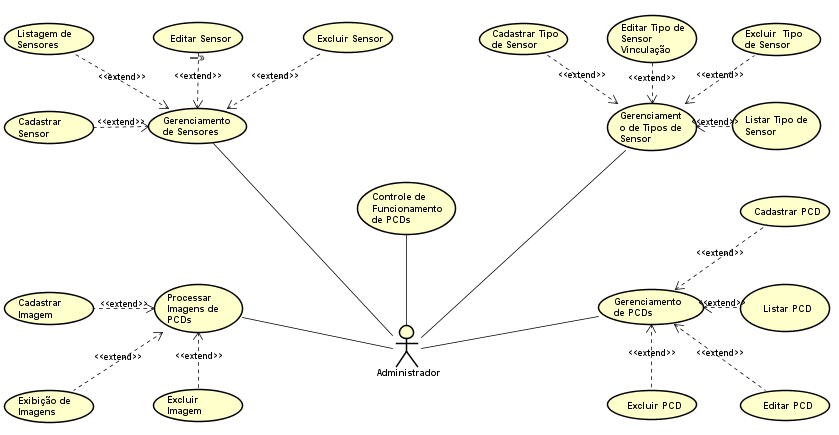 Listagem de
Sensores
Editar Sensor
Excluir Sensor
<<extend>>
<<extend>>
<<extend>>
Cadastrar
Sensor
<<extend>>
Gerenciamento
de Sensores
Cadastrar Tipo
de Sensor
Editar Tipo de
Sensor
Vinculação
Excluir Tipo
de Sensor
<<extend>>
<<extend>>
<<extend>>
Gerenciament
o de Tipos de
Sensor
<<extend>>
Listar Tipo de
Sensor
Controle de
Funcionamento
de PCDs
Cadastrar PCD
<<extend>>
Cadastrar
Imagem
<<extend>>
Processar
Imagens de
PCDs
Gerenciamento
de PCDs
<<extend>>
Listar PCD
<<extend>>
<<extend>>
<<extend>>
<<extend>>
Administrador
Exibição de
Imagens
Excluir
Imagem
Excluir PCD
Editar PCD